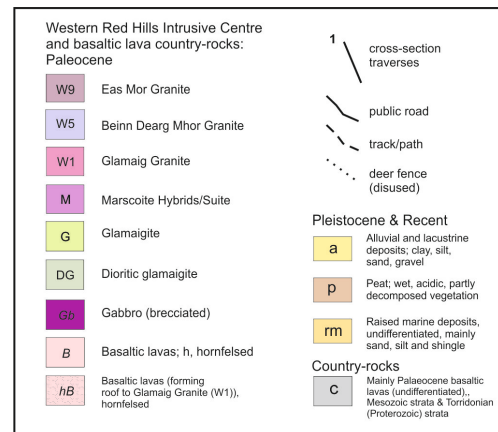 Western Red Hills Intrusive Centre
and basaltic lava country-rocks:
Paleocene
W9 Eas Mor Granite
W5 Beinn Dearg Mhor Granite
W1 Glamaig Granite
M Marscoite Hybrids/Suite
G Glamaigite
DG Dioritic glamaigite
Gb Gabbro (brecciated)
B Basaltic lavas; h, hornfelsed
hB Basaltic lavas (forming
roof to Glamaig Granite (W1)),
hornfelsed
1 cross-section
traverses
public road
track/path
deer fence
(disused)
Pleistocene & Recent
a Alluvial and lacustrine
deposits; clay, silt,
sand, gravel
p Peat; wet, acidic, partly
decomposed vegetation
rm Raised marine deposits,
undifferentiated, mainly
sand, silt and shingle
Country-rocks
c Mainly Palaeocene basaltic
lavas (undifferentiated),,
Mesozoic strata & Torridonian
(Proterozoic) strata